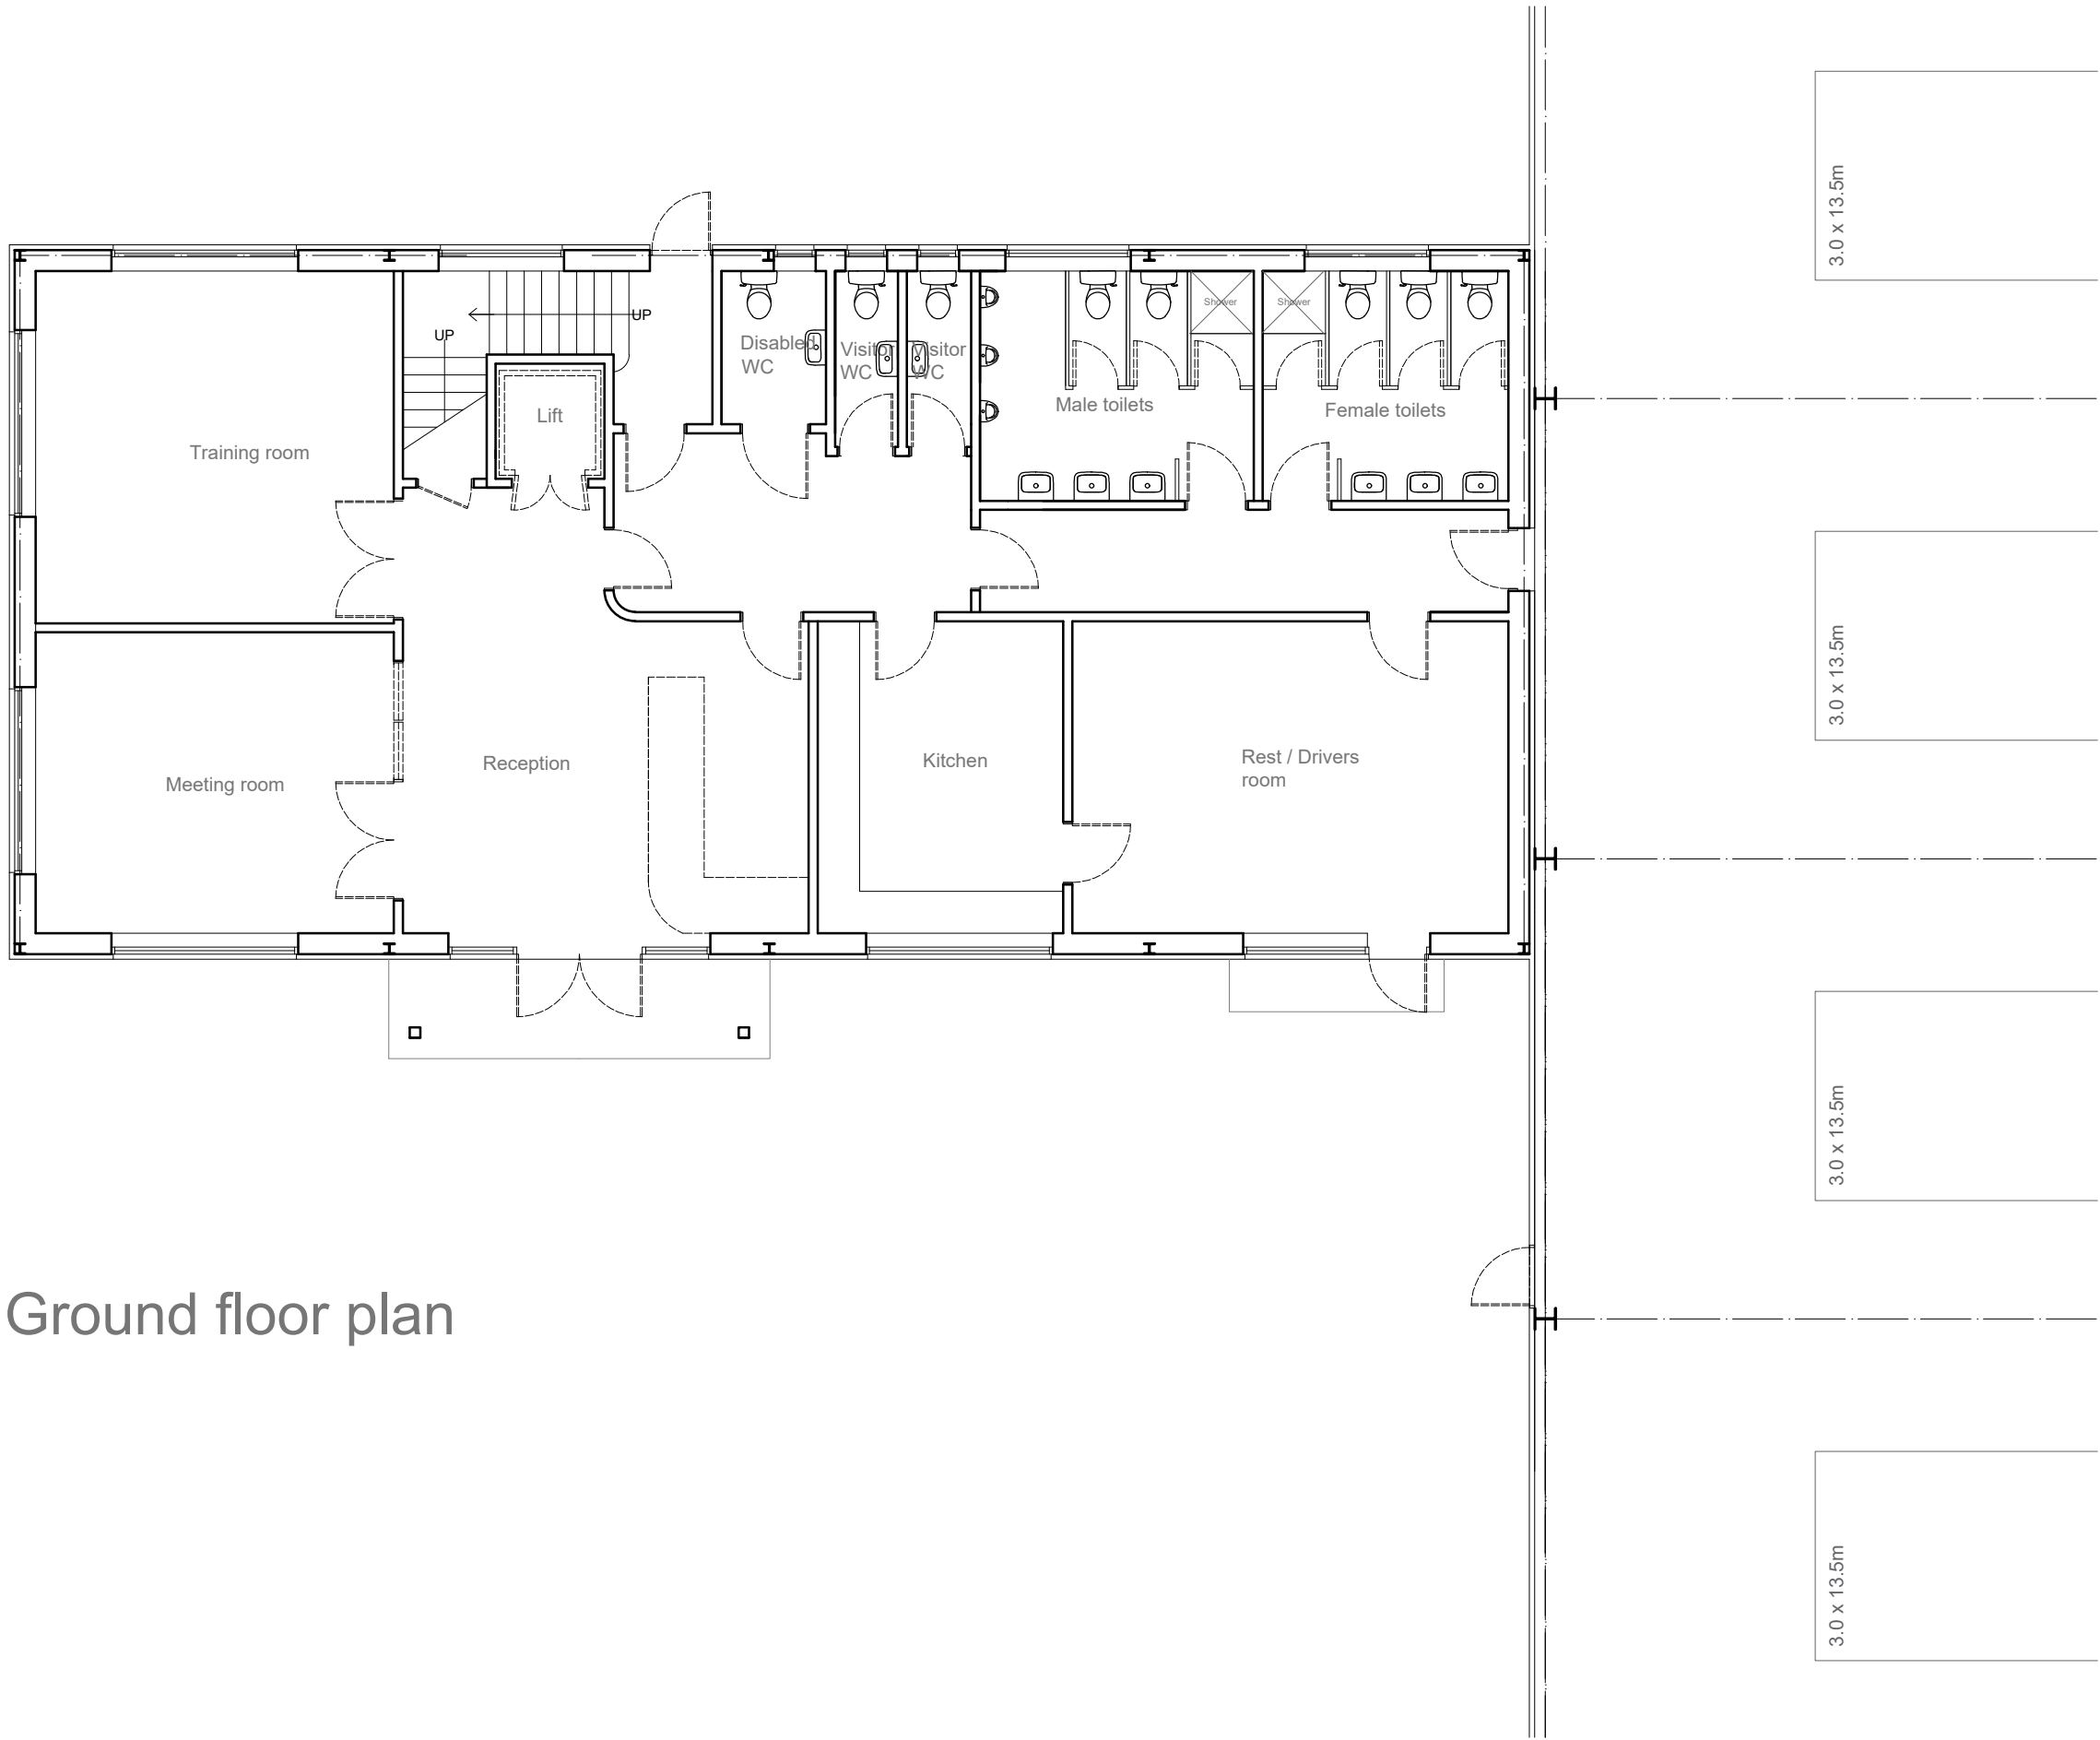 3.0 x 13.5m
UP
UP
Shower
Shower
Disabled
WC
Visitor
WC
Visitor
WC
Male toilets
Female toilets
Lift
Training room
3.0 x 13.5m
Reception
Kitchen
Rest / Drivers
room
Meeting room
3.0 x 13.5m
Ground floor plan
3.0 x 13.5m